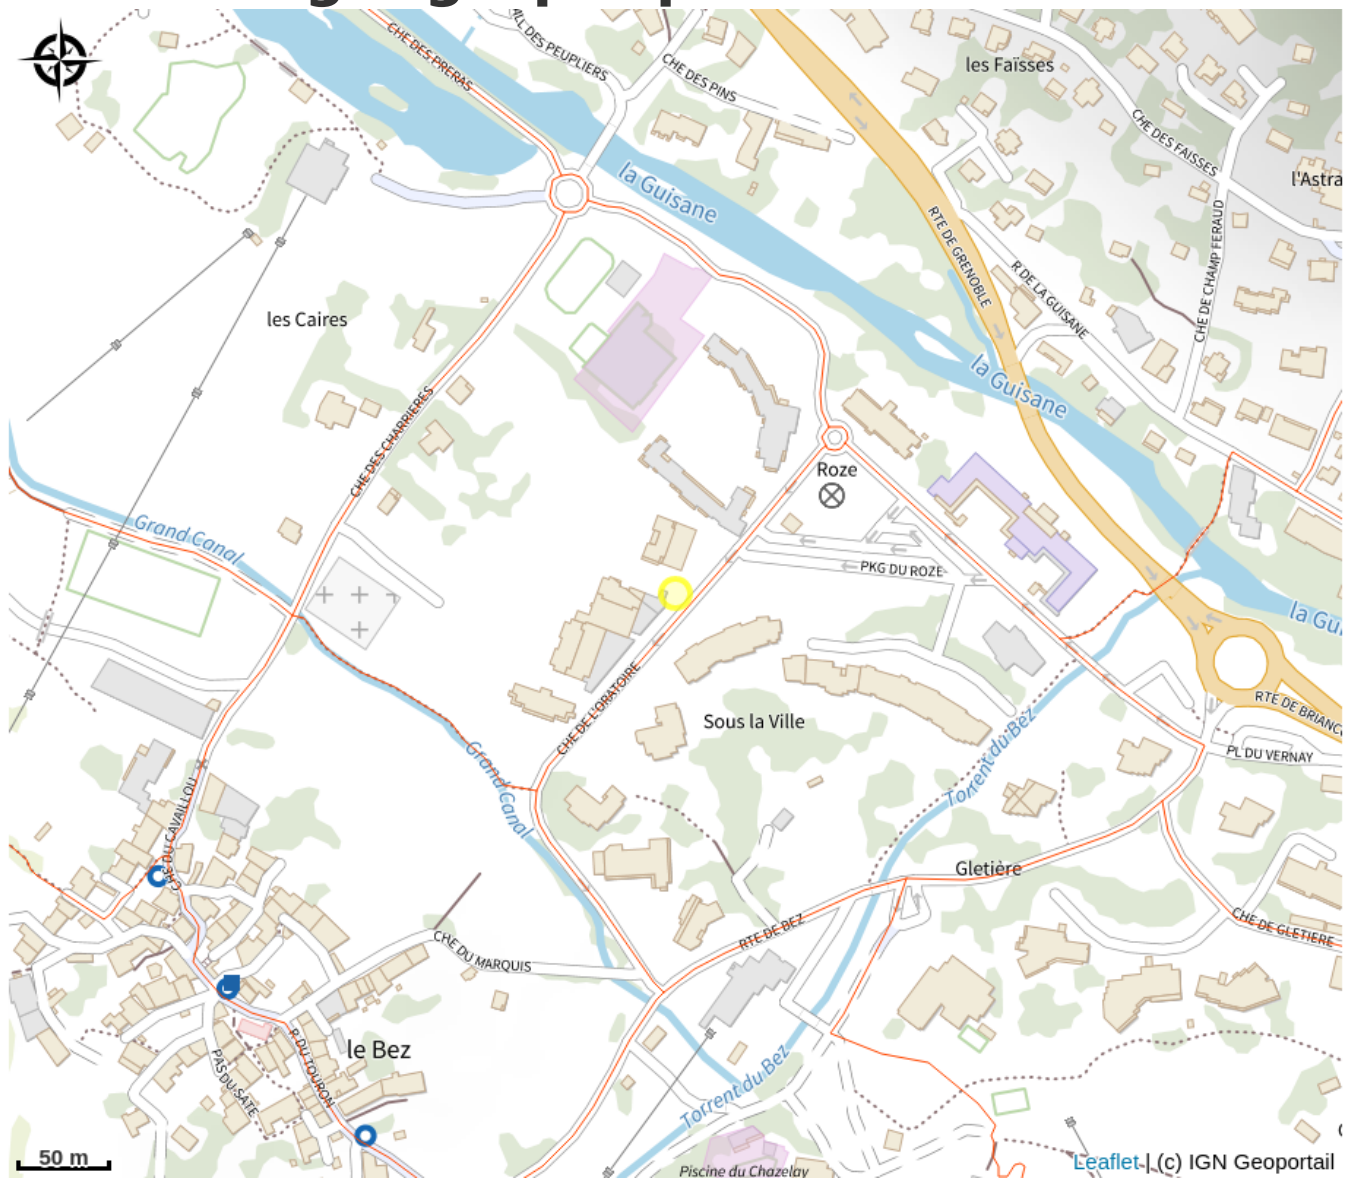 CHE DES PRERAS
ALL DES PEUPLIERS
CHE DES PINS
les Faïsses
CHE DES FAISSES
l'Astra
la Guisane
RTE DE GRENOBLE
R DE LA GUISANE
CHE DE CHAMP FERAUD
les Caires
la Guisane
CHE DES CHARRIERES
Roze
Grand Canal
PKG DU ROZE
la Gui
CHE DE L'ORATOIRE
Sous la Ville
RTE DE BRIANC
PL DU VERNAY
Torrent du Bez
Grand Canal
CHE DU CAVAILLOU
Gletière
RTE DE BEZ
CHE DE GLETIERE
CHE DU MARQUIS
le Bez
R DU TOURON
PAS DU SATE
Torrent du Bez
Piscine du Chazelay
50 m
Leaflet | (c) IGN Geoportail